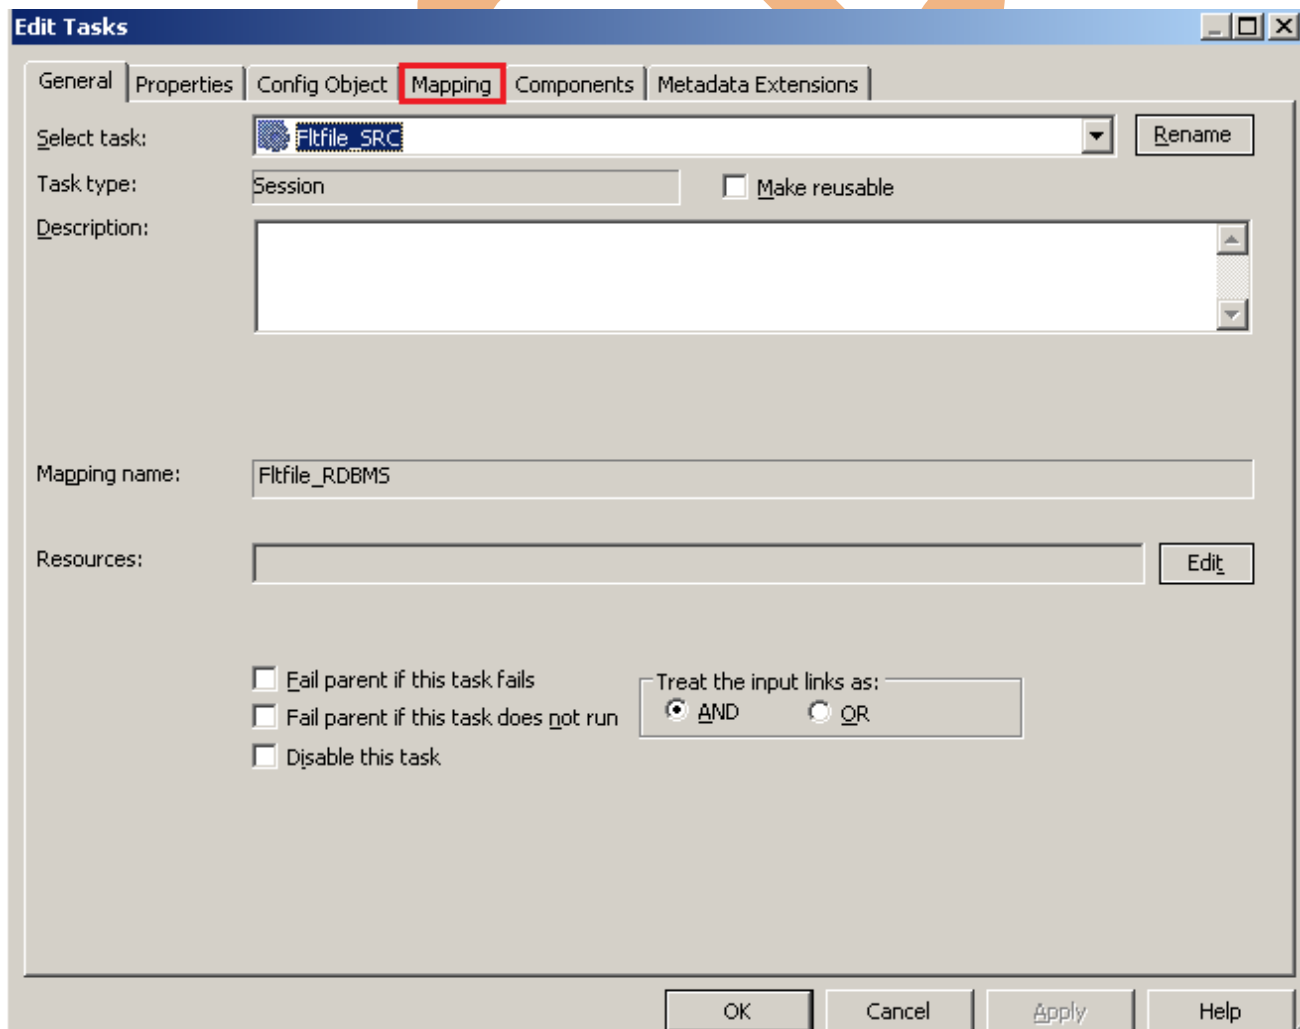 Edit Tasks
General Properties Config Object Mapping Components Metadata Extensions
Select task: Fltfile_SRC Rename
Task type: Session Make reusable
Description:
Mapping name: Fltfile_RDBMS
Resources: Edit
Fail parent if this task fails Treat the input links as:
Fail parent if this task does not run AND OR
Disable this task
OK Cancel Apply Help